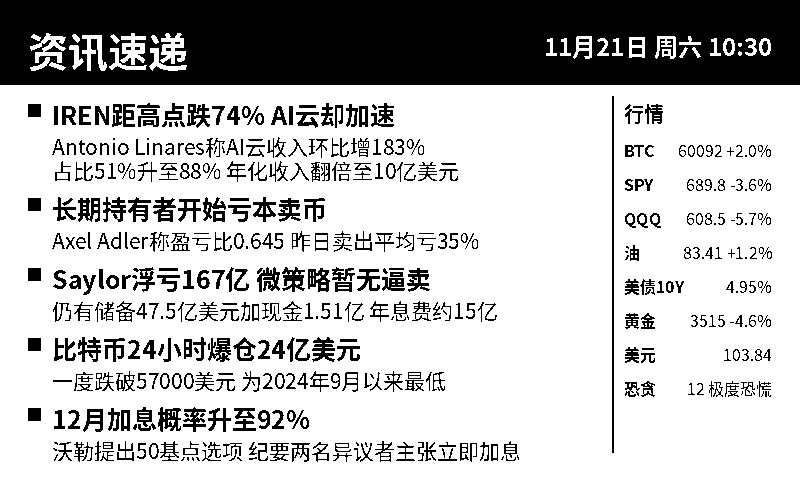 资讯速递
11月21日 周六 10:30
IREN距高点跌74% AI云却加速
Antonio Linares称AI云收入环比增183%
占比51%升至88% 年化收入翻倍至10亿美元
长期持有者开始亏本卖币
Axel Adler称盈亏比0.645 昨日卖出平均亏35%
Saylor浮亏167亿 微策略暂无逼卖
仍有储备47.5亿美元加现金1.51亿 年息费约15亿
比特币24小时爆仓24亿美元
一度跌破57000美元 为2024年9月以来最低
12月加息概率升至92%
沃勒提出50基点选项 纪要两名异议者主张立即加息
行情
BTC 60092 +2.0%
SPY 689.8 -3.6%
QQQ 608.5 -5.7%
油 83.41 +1.2%
美债10Y 4.95%
黄金 3515 -4.6%
美元 103.84
恐贪 12 极度恐慌